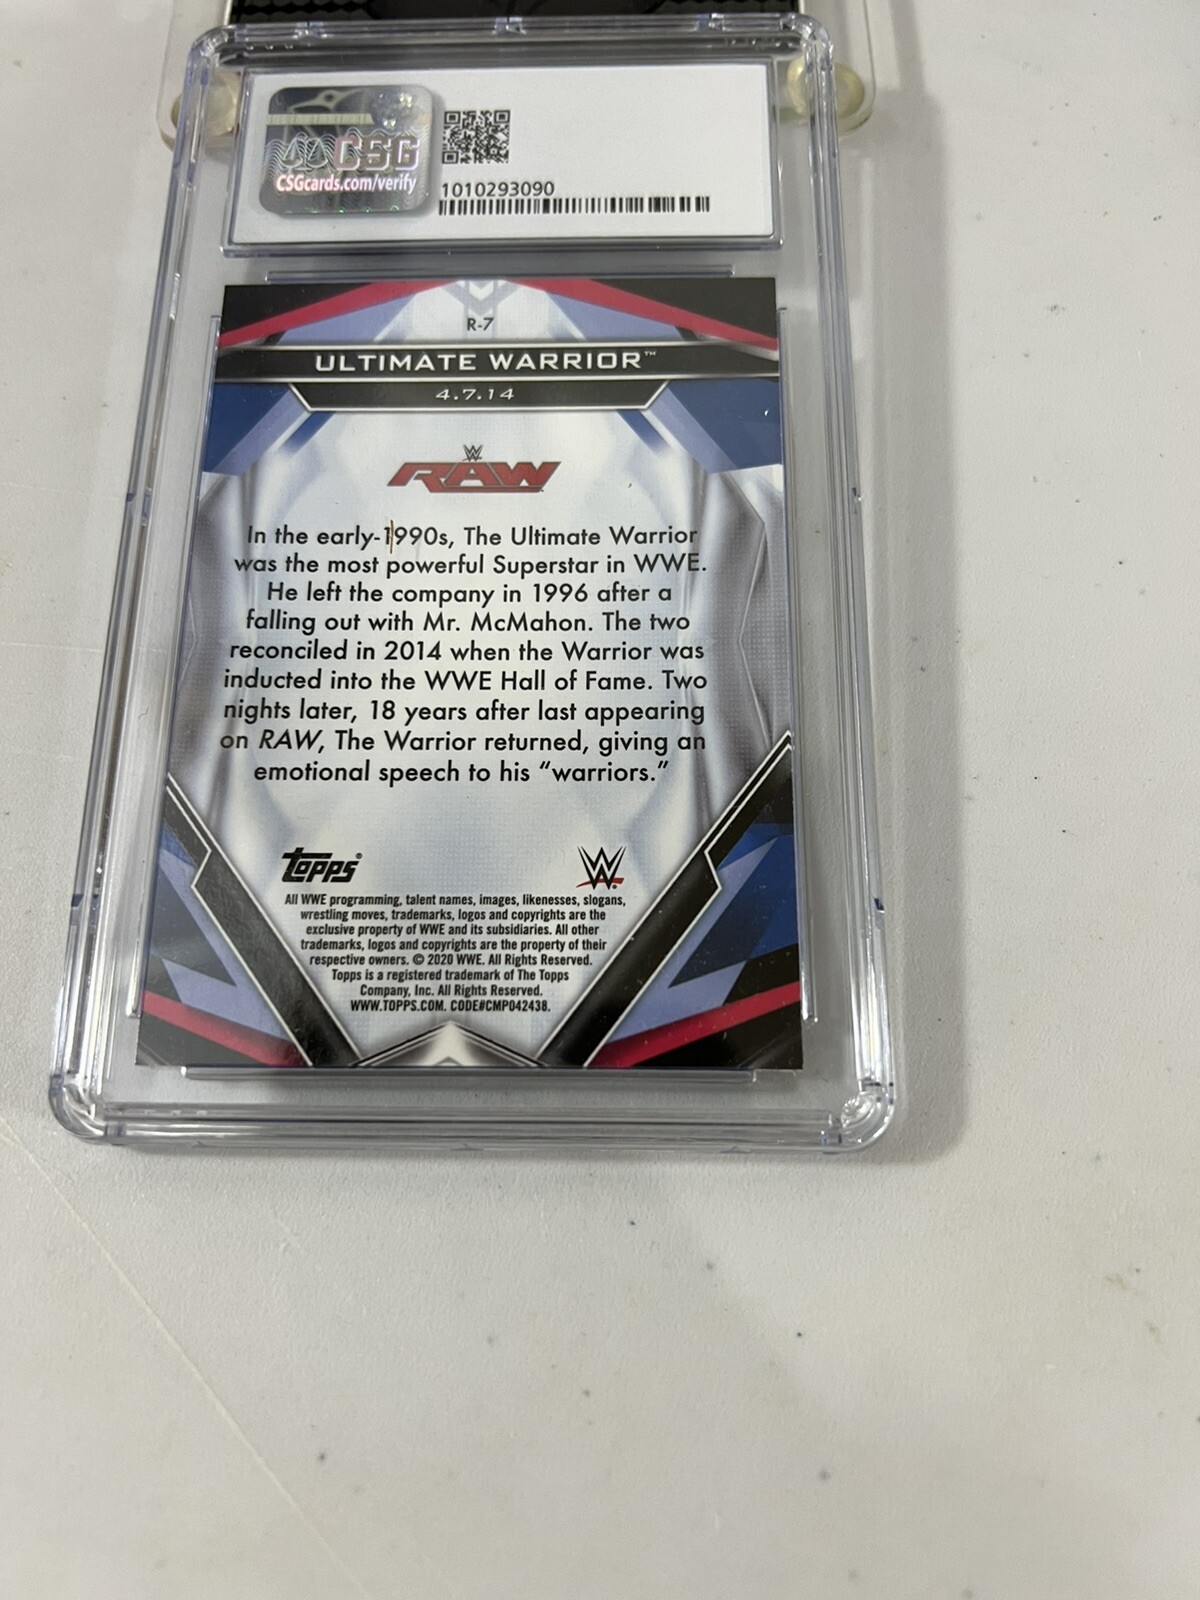 CSG
CSGcards.com/verify
1010293090
R-7
ULTIMATE WARRIOR™
4.7.14
W
RAW
In the early-1990s, The Ultimate Warrior
was the most powerful Superstar in WWE.
He left the company in 1996 after a
falling out with Mr. McMahon. The two
reconciled in 2014 when the Warrior was
inducted into the WWE Hall of Fame. Two
nights later, 18 years after last appearing
on RAW, The Warrior returned, giving an
emotional speech to his “warriors.”
Topps®
W
All WWE programming, talent names, images, likenesses, slogans,
wrestling moves, trademarks, logos and copyrights are the
exclusive property of WWE and its subsidiaries. All other
trademarks, logos and copyrights are the property of their
respective owners. © 2020 WWE. All Rights Reserved.
Topps is a registered trademark of The Topps
Company, Inc. All Rights Reserved.
WWW.TOPPS.COM. CODE#CMP042438.